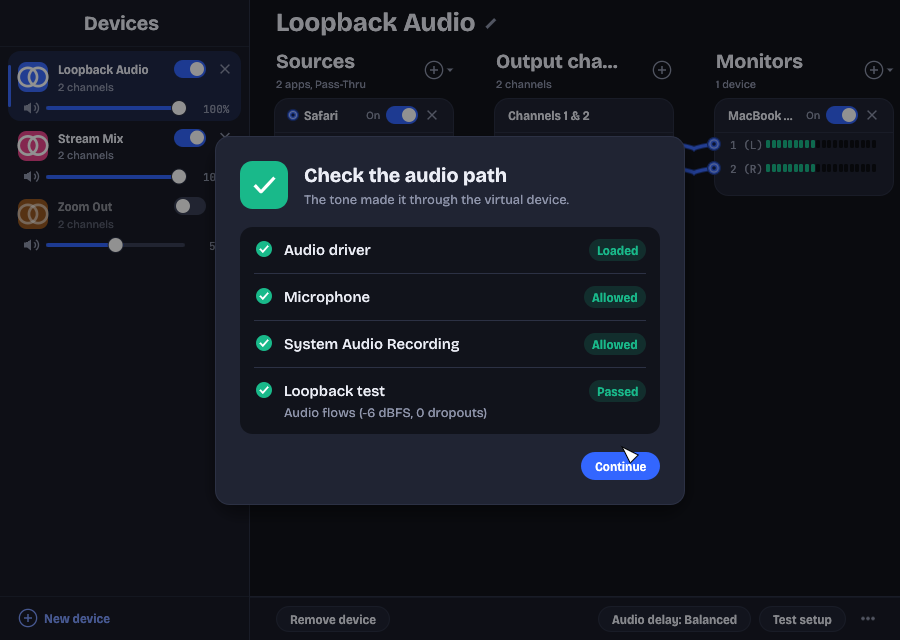 Devices
Loopback Audio
2 channels
100%
Stream Mix
2 channels
10
Zoom Out
2 channels
5
New device
Loopback Audio
Sources
2 apps, Pass-Thru
Output cha...
2 channels
Monitors
1 device
Safari
On
Channels 1 & 2
MacBook ...
On
1 (L)
2 (R)
Check the audio path
The tone made it through the virtual device.
Audio driver
Loaded
Microphone
Allowed
System Audio Recording
Allowed
Loopback test
Passed
Audio flows (-6 dBFS, 0 dropouts)
Continue
Remove device
Audio delay: Balanced
Test setup